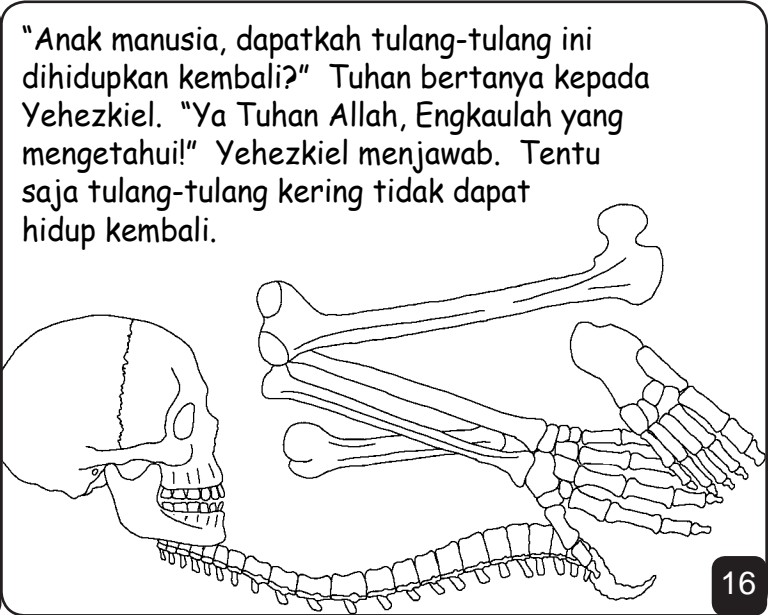 “Anak manusia, dapatkah tulang-tulang ini
dihidupkan kembali?”  Tuhan bertanya kepada
Yehezkiel.  “Ya Tuhan Allah, Engkaulah yang
mengetahui!”  Yehezkiel menjawab.  Tentu
saja tulang-tulang kering tidak dapat
hidup kembali.
16